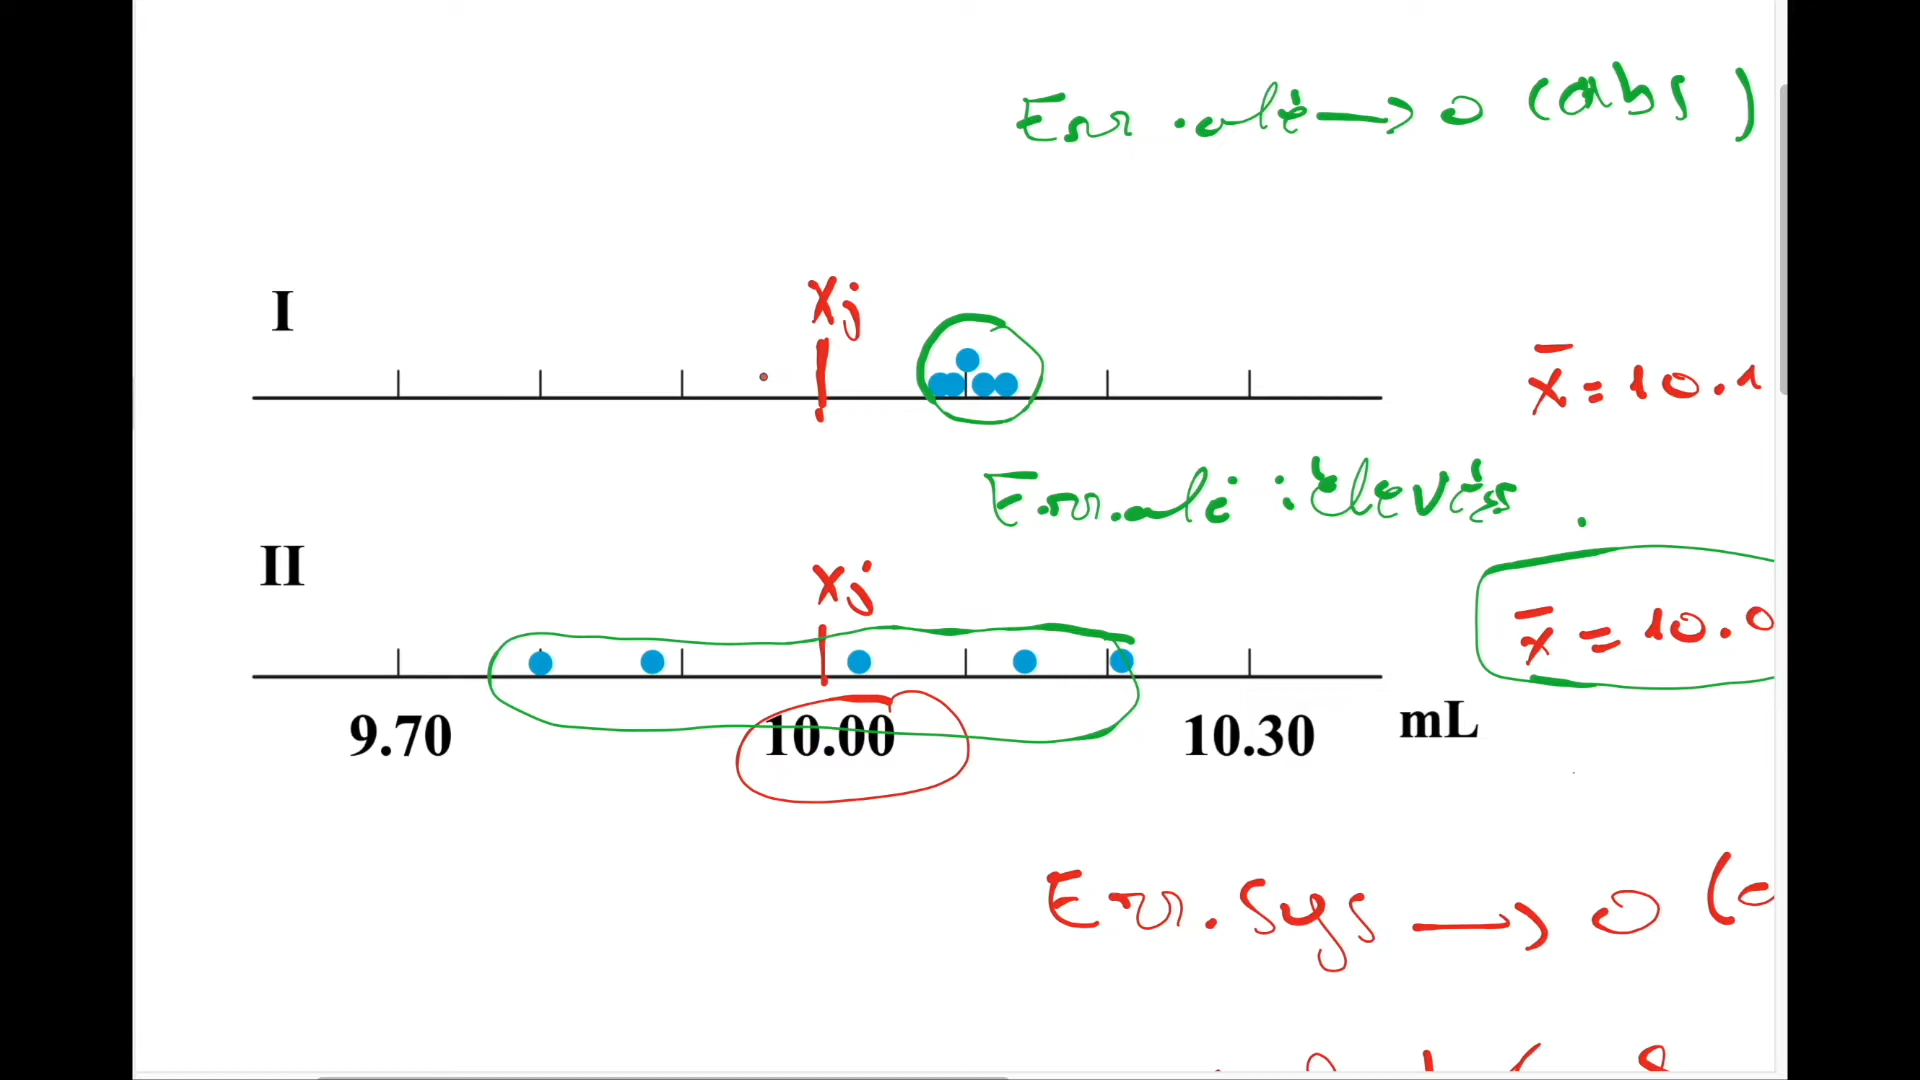 Err.alé → 0 (abs)
I
xj
x̄ = 10.1
Err.alé : élevés.
II
xj
x̄ = 10.0
9.70 10.00 10.30 mL
Err. sys → 0 (